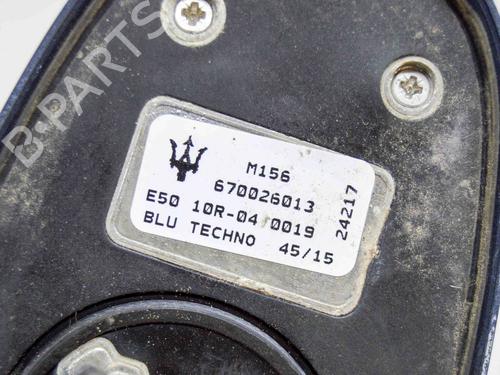 B-PARTS
M156
670026013
E50 10R-04 0019
BLU TECHNO 45/15
24217